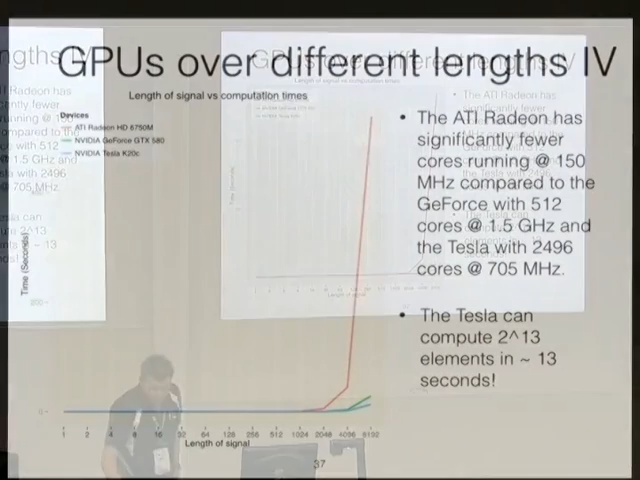 GPUs over different lengths IV
Length of signal vs computation times
Devices
ATI Radeon HD 6750M
NVIDIA GeForce GTX 580
NVIDIA Tesla K20c
Time (Seconds)
0
1 2 4 8 16 32 64 128 256 512 1024 2048 4096 8192
Length of signal
• The ATI Radeon has
significantly fewer
cores running @ 150
MHz compared to the
GeForce with 512
cores @ 1.5 GHz and
the Tesla with 2496
cores @ 705 MHz.
• The Tesla can
compute 2^13
elements in ~ 13
seconds!
37